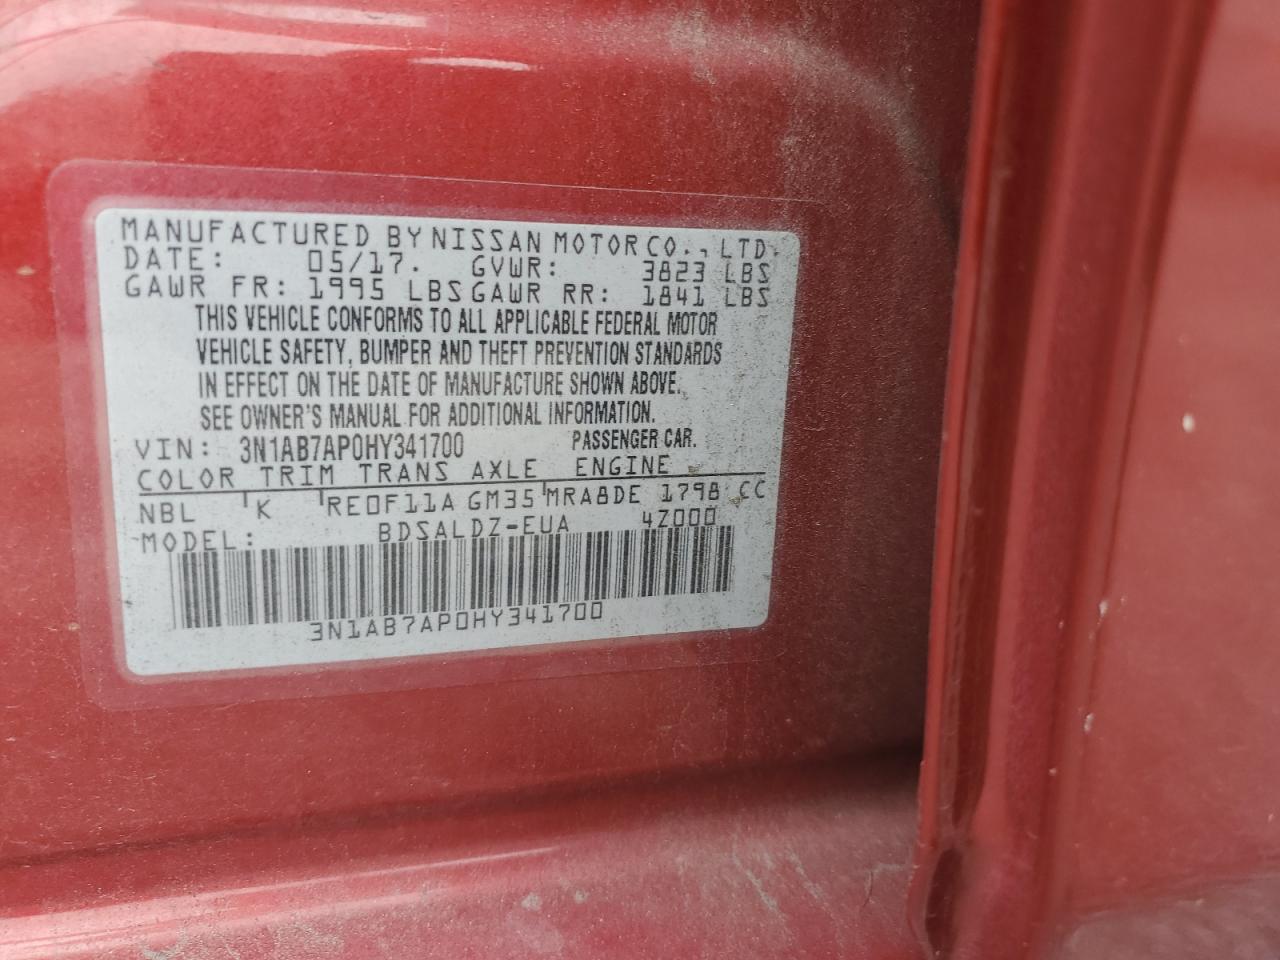 MANUFACTURED BY NISSAN MOTOR CO., LTD.
DATE: 05/17. GVWR: 3823 LBS
GAWR FR: 1995 LBS GAWR RR: 1841 LBS
THIS VEHICLE CONFORMS TO ALL APPLICABLE FEDERAL MOTOR
VEHICLE SAFETY, BUMPER AND THEFT PREVENTION STANDARDS
IN EFFECT ON THE DATE OF MANUFACTURE SHOWN ABOVE.
SEE OWNER'S MANUAL FOR ADDITIONAL INFORMATION.
VIN: 3N1AB7AP0HY341700 PASSENGER CAR.
COLOR TRIM TRANS AXLE ENGINE
NBL K RE0F11A GM35 MRA8DE 1798 CC
MODEL: BDSALDZ-EUA 4Z000
3N1AB7AP0HY341700